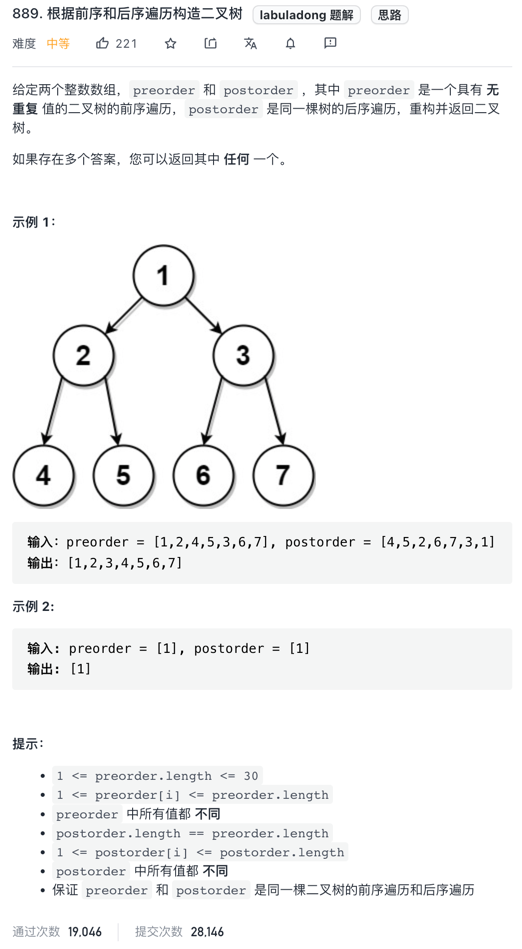 889. 根据前序和后序遍历构造二叉树 labuladong 题解 思路
难度 中等 221
给定两个整数数组，preorder 和 postorder ，其中 preorder 是一个具有 无
重复 值的二叉树的前序遍历，postorder 是同一棵树的后序遍历，重构并返回二叉
树。
如果存在多个答案，您可以返回其中 任何 一个。
示例 1：
1
2 3
4 5 6 7
输入：preorder = [1,2,4,5,3,6,7], postorder = [4,5,2,6,7,3,1]
输出：[1,2,3,4,5,6,7]
示例 2:
输入: preorder = [1], postorder = [1]
输出: [1]
提示：
• 1 <= preorder.length <= 30
• 1 <= preorder[i] <= preorder.length
• preorder 中所有值都 不同
• postorder.length == preorder.length
• 1 <= postorder[i] <= postorder.length
• postorder 中所有值都 不同
• 保证 preorder 和 postorder 是同一棵二叉树的前序遍历和后序遍历
通过次数 19,046 提交次数 28,146